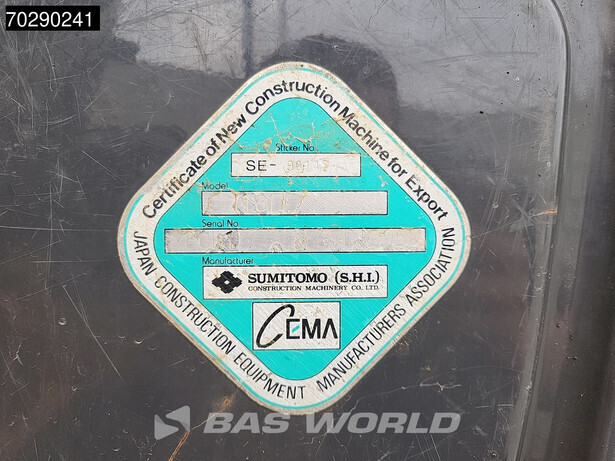 70290241
Certificate of New Construction Machine for Export
Sticker No.
SE-
Model
Serial No
Manufacturer
SUMITOMO (S.H.I.)
CONSTRUCTION MACHINERY CO., LTD.
CEMA
JAPAN CONSTRUCTION EQUIPMENT MANUFACTURERS ASSOCIATION
BAS WORLD